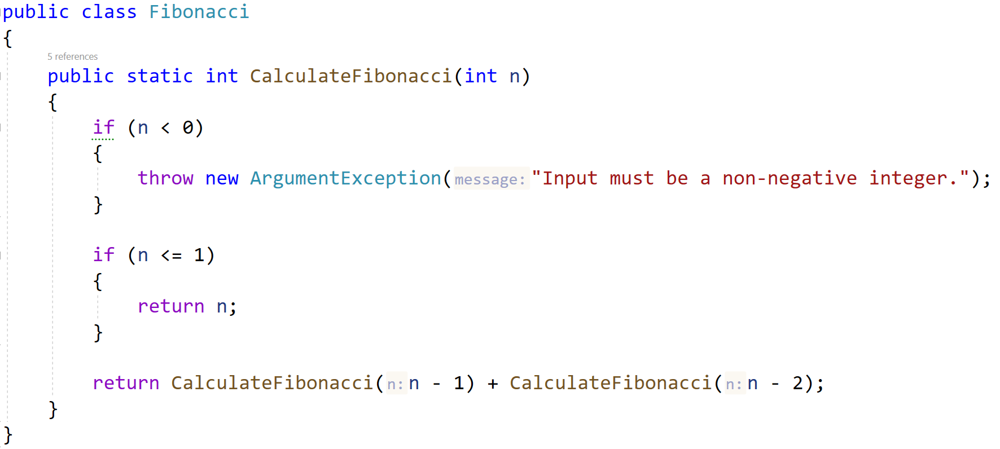 public class Fibonacci
{
5 references
public static int CalculateFibonacci(int n)
{
if (n < 0)
{
throw new ArgumentException(message:"Input must be a non-negative integer.");
}
if (n <= 1)
{
return n;
}
return CalculateFibonacci(n:n - 1) + CalculateFibonacci(n:n - 2);
}
}